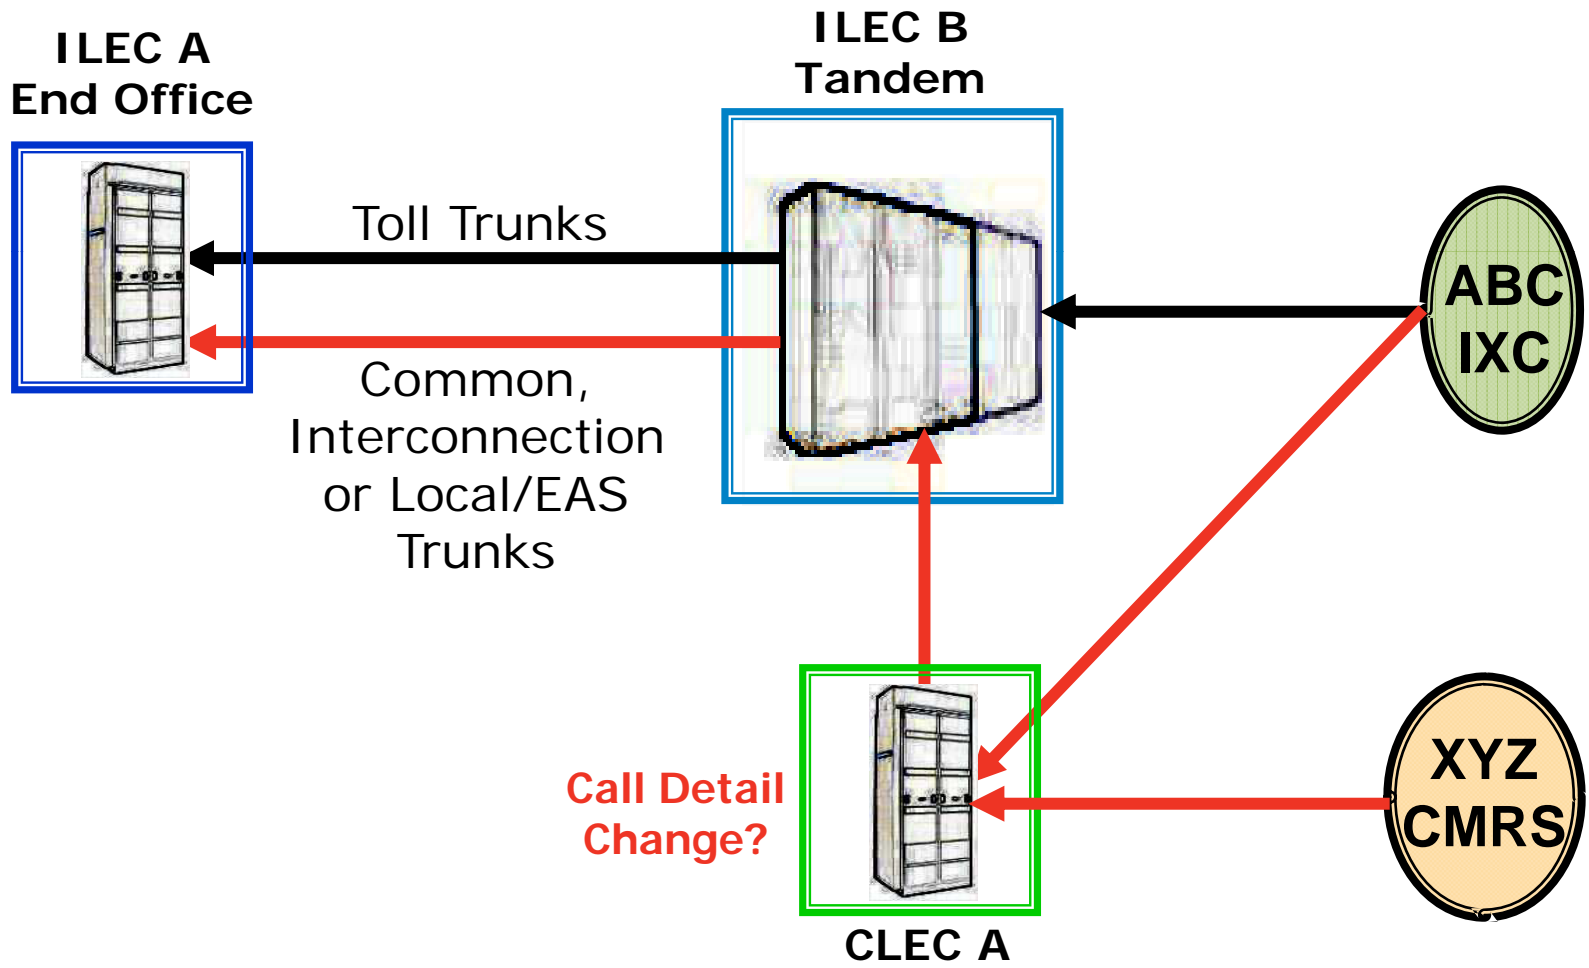 ILEC A
End Office
ILEC B
Tandem
Toll Trunks
Common,
Interconnection
or Local/EAS
Trunks
ABC
IXC
Call Detail
Change?
XYZ
CMRS
CLEC A